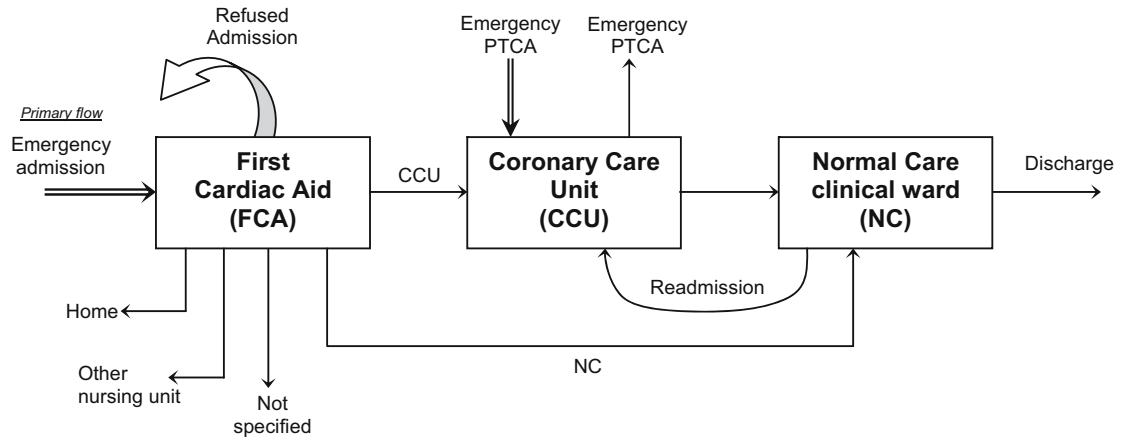 Refused
Admission
Emergency
PTCA
Emergency
PTCA
Primary flow
Emergency
admission
First
Cardiac Aid
(FCA)
CCU
Coronary Care
Unit
(CCU)
Normal Care
clinical ward
(NC)
Discharge
Readmission
Home
NC
Other
nursing unit
Not
specified